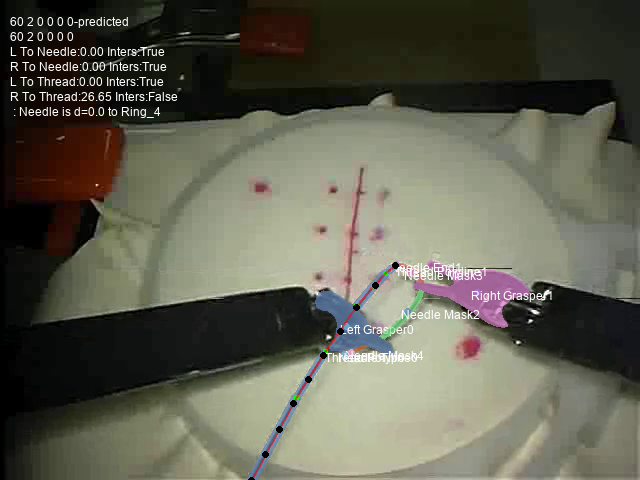 60 2 0 0 0 0-predicted
60 2 0 0 0 0
L To Needle:0.00 Inters:True
R To Needle:0.00 Inters:True
L To Thread:0.00 Inters:True
R To Thread:26.65 Inters:False
: Needle is d=0.0 to Ring_4
Needle Mask3
Right Grasper1
Needle Mask2
Left Grasper0